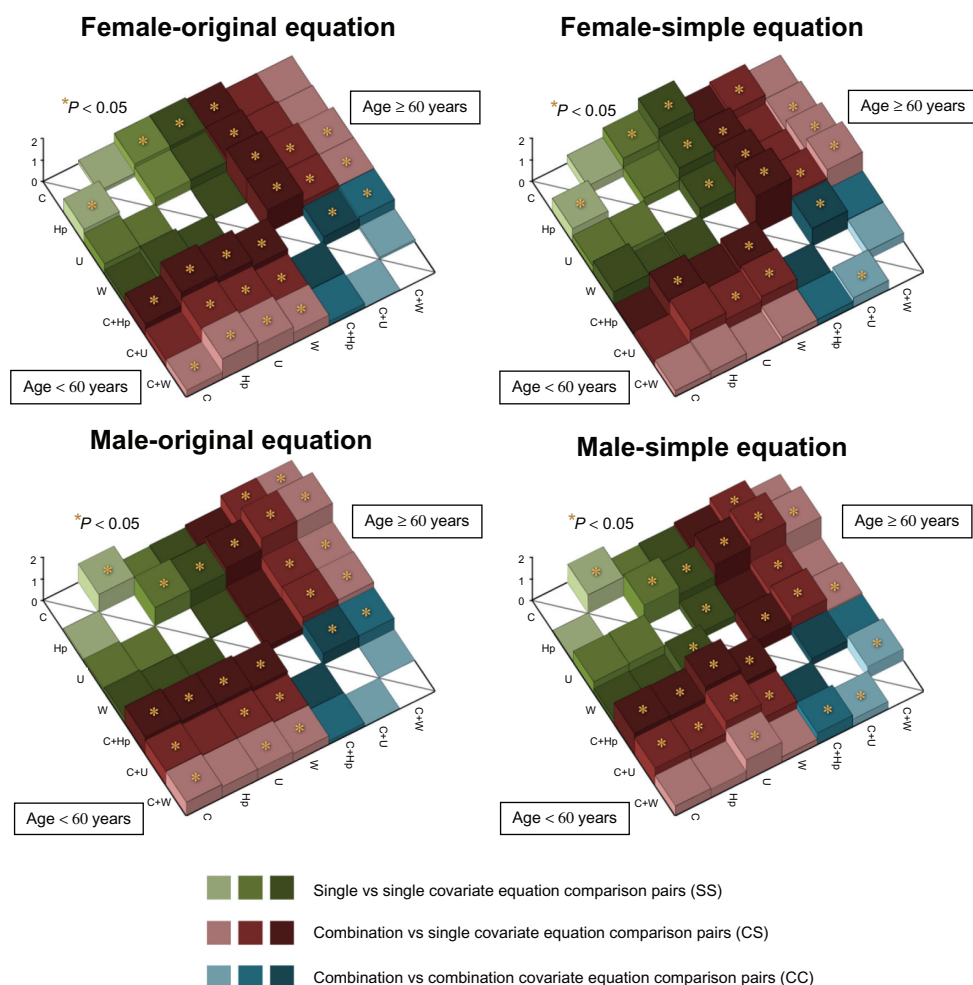 Female-original equation
*P < 0.05
Age ≥ 60 years
2
1
0
C
Hp
U
W
C+Hp
C+U
C+W
C
Hp
U
W
C+Hp
C+U
C+W
Age < 60 years
Female-simple equation
*P < 0.05
Age ≥ 60 years
2
1
0
C
Hp
U
W
C+Hp
C+U
C+W
C
Hp
U
W
C+Hp
C+U
C+W
Age < 60 years
Male-original equation
*P < 0.05
Age ≥ 60 years
2
1
0
C
Hp
U
W
C+Hp
C+U
C+W
C
Hp
U
W
C+Hp
C+U
C+W
Age < 60 years
Male-simple equation
*P < 0.05
Age ≥ 60 years
2
1
0
C
Hp
U
W
C+Hp
C+U
C+W
C
Hp
U
W
C+Hp
C+U
C+W
Age < 60 years
Single vs single covariate equation comparison pairs (SS)
Combination vs single covariate equation comparison pairs (CS)
Combination vs combination covariate equation comparison pairs (CC)